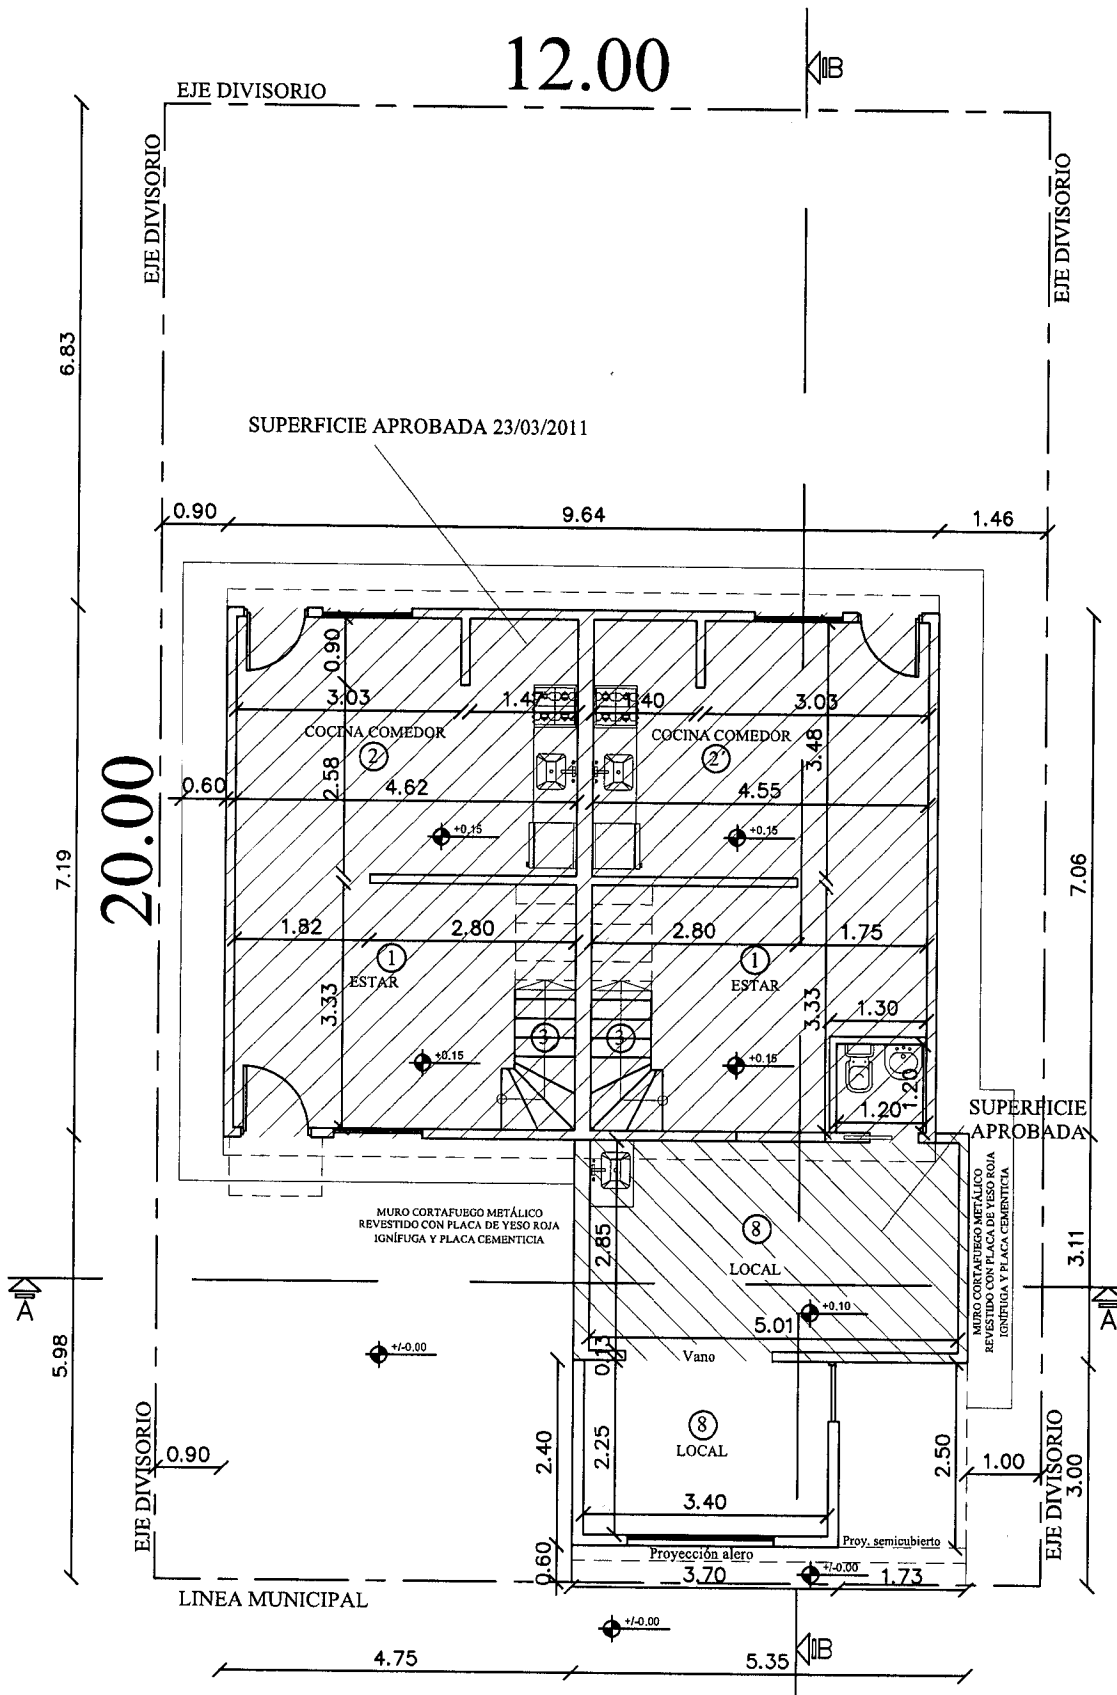 12.00
B
EJE DIVISORIO
EJE DIVISORIO
EJE DIVISORIO
6.83
SUPERFICIE APROBADA 23/03/2011
0.90
9.64
1.46
0.90
3.03
1.47
1.40
3.03
COCINA COMEDOR
2
COCINA COMEDOR
2'
2.58
3.48
20.00
0.60
4.62
4.55
+0.15
+0.15
7.19
7.06
1.82
2.80
2.80
1.75
1
ESTAR
1
ESTAR
3.33
3.33
1.30
3
3
+0.15
+0.15
1.20
1.20
SUPERFICIE
APROBADA
MURO CORTAFUEGO METÁLICO
REVESTIDO CON PLACA DE YESO ROJA
IGNÍFUGA Y PLACA CEMENTICIA
MURO CORTAFUEGO METÁLICO
REVESTIDO CON PLACA DE YESO ROJA
IGNÍFUGA Y PLACA CEMENTICIA
2.85
8
LOCAL
3.11
A
A
+0.10
5.01
5.98
+/-0.00
0.13
Vano
8
LOCAL
EJE DIVISORIO
0.90
2.40
2.25
2.50
1.00
3.00
EJE DIVISORIO
3.40
Proy. semicubierto
Proyección alero
0.60
+/-0.00
3.70
1.73
LINEA MUNICIPAL
+/-0.00
B
4.75
5.35